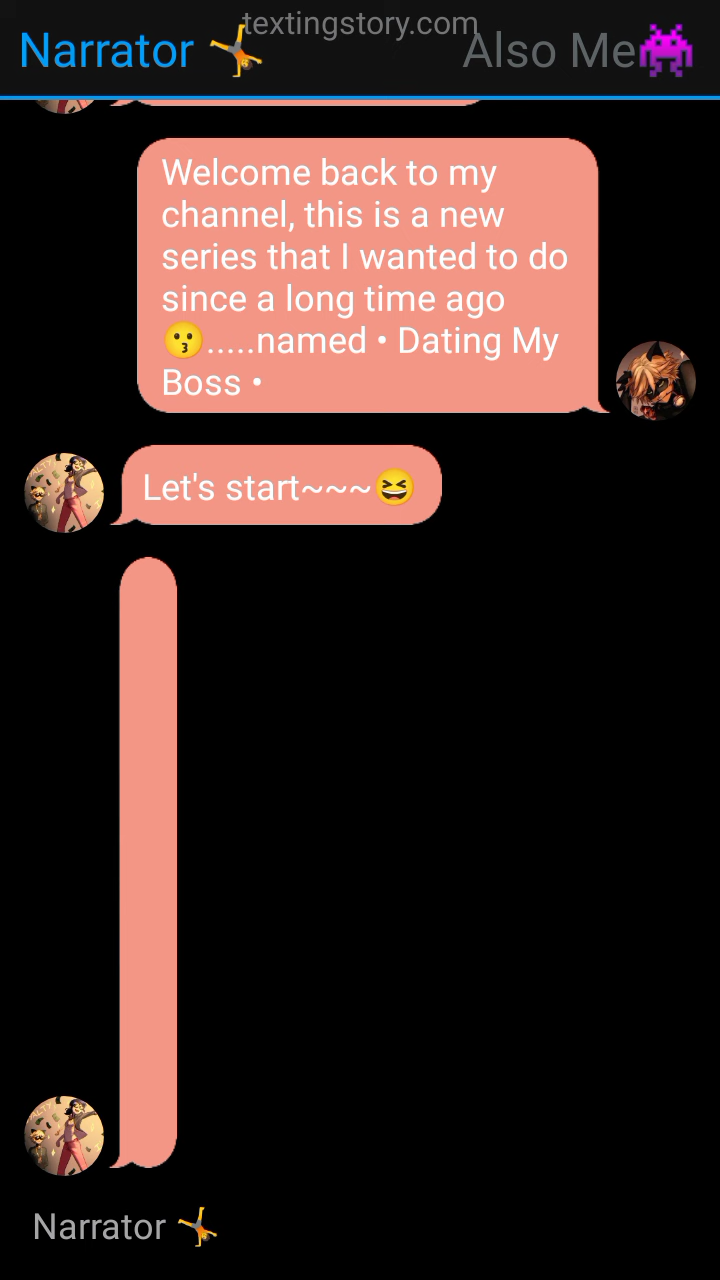 textingstory.com
Narrator 🤸 Also Me👾
Welcome back to my
channel, this is a new
series that I wanted to do
since a long time ago
😗.....named • Dating My
Boss •
Let's start~~~😆
Narrator 🤸